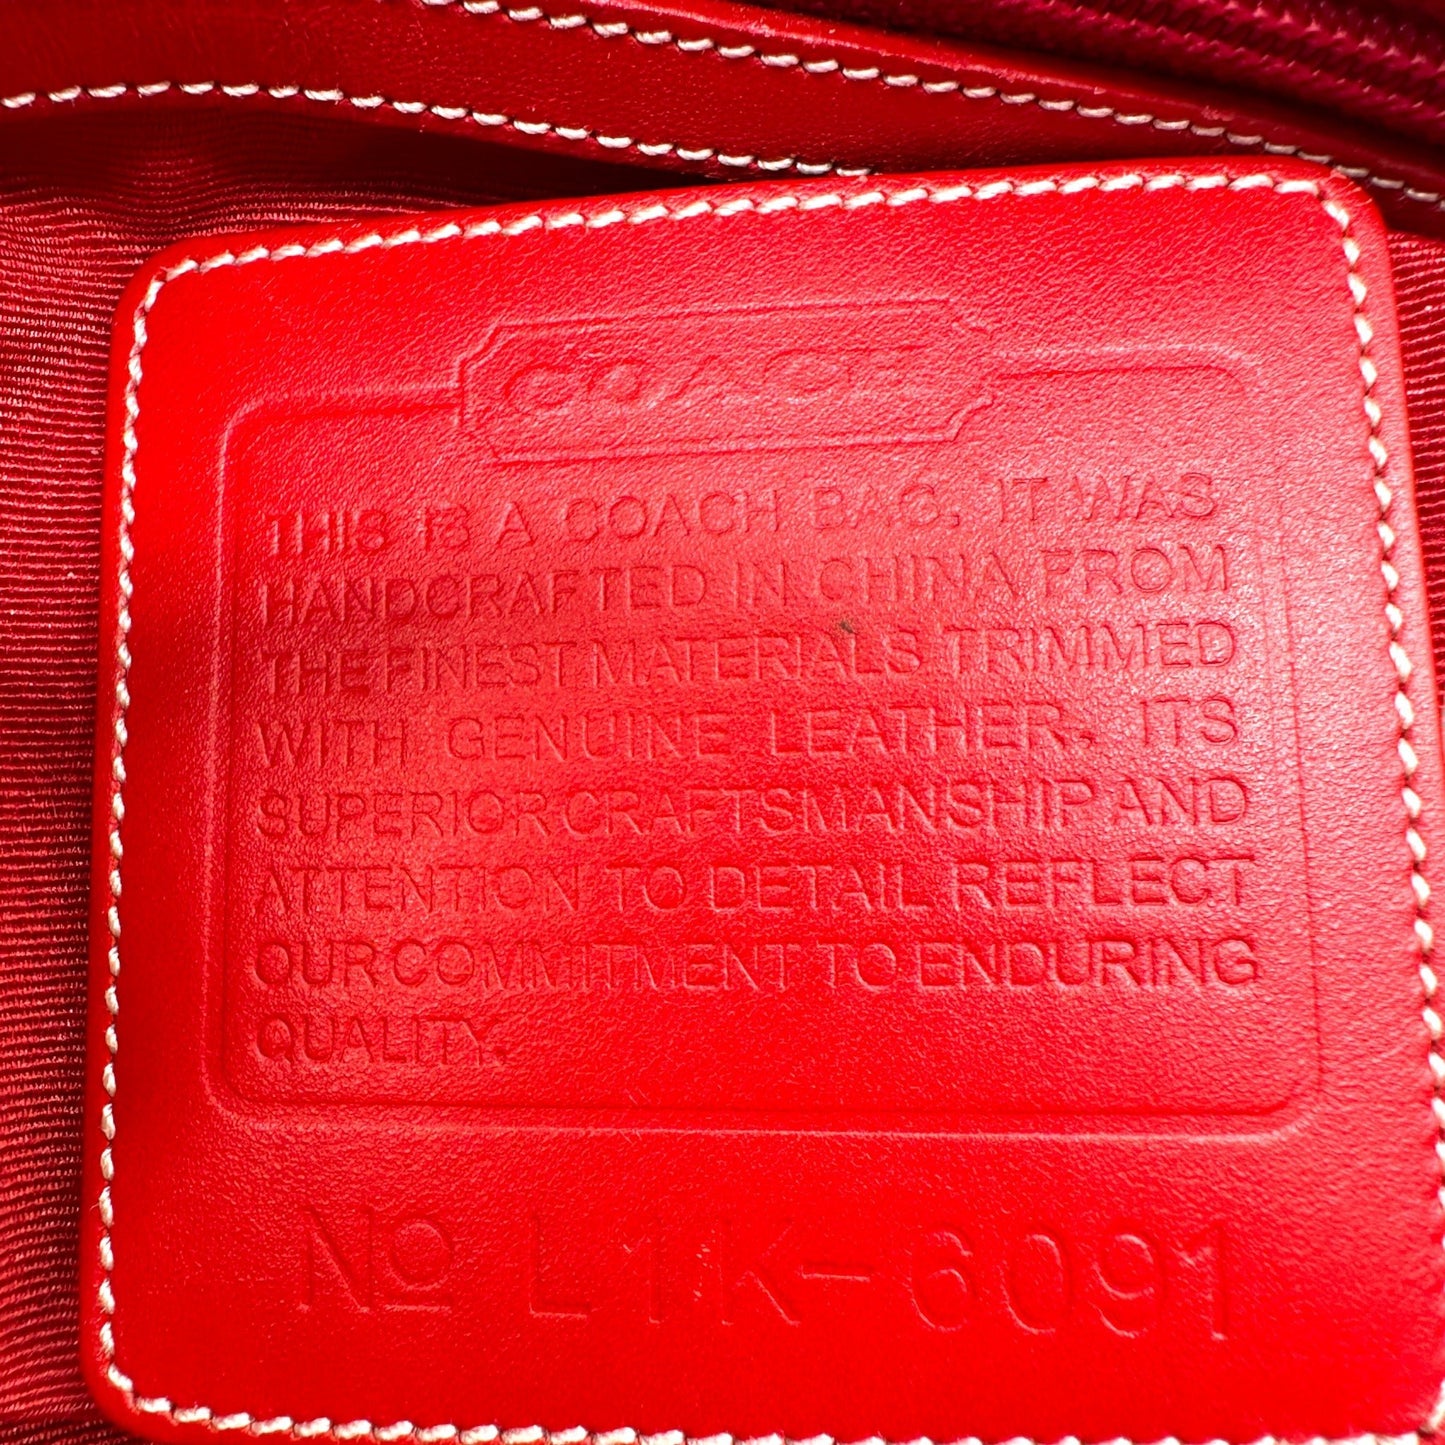 COACH
THIS IS A COACH BAG. IT WAS
HANDCRAFTED IN CHINA FROM
THE FINEST MATERIALS TRIMMED
WITH GENUINE LEATHER. ITS
SUPERIOR CRAFTSMANSHIP AND
ATTENTION TO DETAIL REFLECT
OUR COMMITMENT TO ENDURING
QUALITY.
No L1K-6091